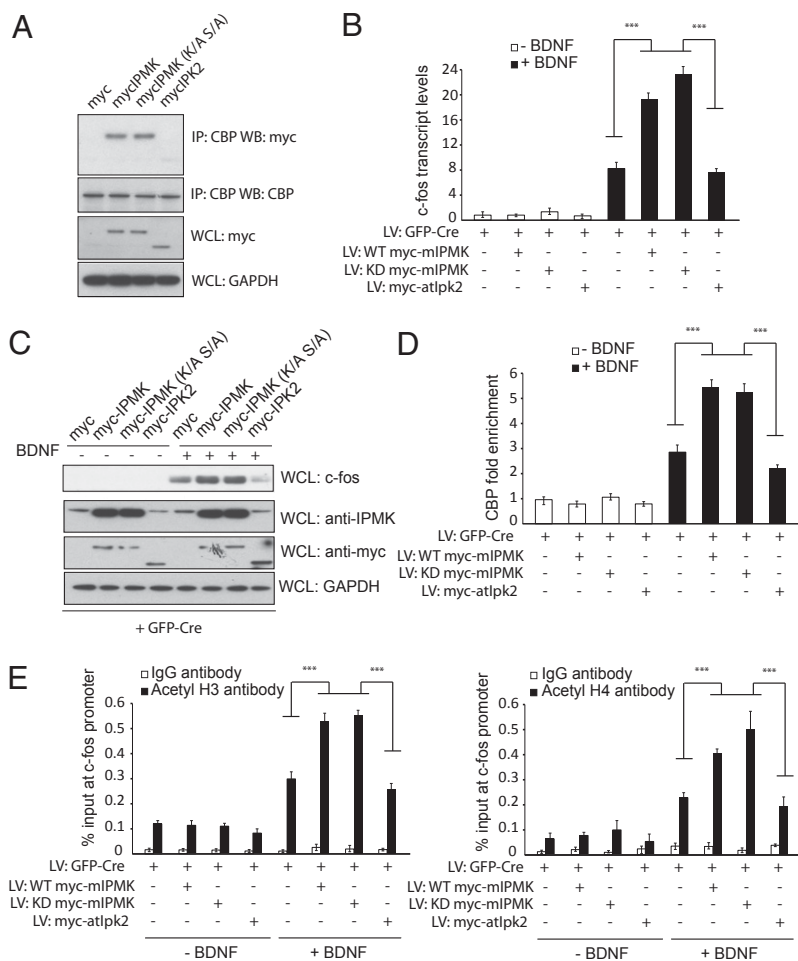 A
myc
mycIPMK
mycIPMK (K/A S/A)
mycIPK2
IP: CBP WB: myc
IP: CBP WB: CBP
WCL: myc
WCL: GAPDH
B
- BDNF
+ BDNF
*** ***
c-fos transcript levels
24
20
16
12
8
4
0
LV: GFP-Cre + + + + + + + +
LV: WT myc-mIPMK - + - - - + - -
LV: KD myc-mIPMK - - + - - - + -
LV: myc-atIpk2 - - - + - - - +
C
myc
myc-IPMK
myc-IPMK (K/A S/A)
myc-IPK2
myc
myc-IPMK
myc-IPMK (K/A S/A)
myc-IPK2
BDNF - - - - + + + +
WCL: c-fos
WCL: anti-IPMK
WCL: anti-myc
WCL: GAPDH
+ GFP-Cre
D
- BDNF
+ BDNF
*** ***
CBP fold enrichment
6
5
4
3
2
1
0
LV: GFP-Cre + + + + + + + +
LV: WT myc-mIPMK - + - - - + - -
LV: KD myc-mIPMK - - + - - - + -
LV: myc-atIpk2 - - - + - - - +
E
IgG antibody
Acetyl H3 antibody
*** ***
% input at c-fos promoter
0.6
0.5
0.4
0.3
0.2
0.1
0
LV: GFP-Cre + + + + + + + +
LV: WT myc-mIPMK - + - - - + - -
LV: KD myc-mIPMK - - + - - - + -
LV: myc-atIpk2 - - - + - - - +
- BDNF + BDNF
IgG antibody
Acetyl H4 antibody
*** ***
% input at c-fos promoter
0.6
0.5
0.4
0.3
0.2
0.1
0
LV: GFP-Cre + + + + + + + +
LV: WT myc-mIPMK - + - - - + - -
LV: KD myc-mIPMK - - + - - - + -
LV: myc-atIpk2 - - - + - - - +
- BDNF + BDNF